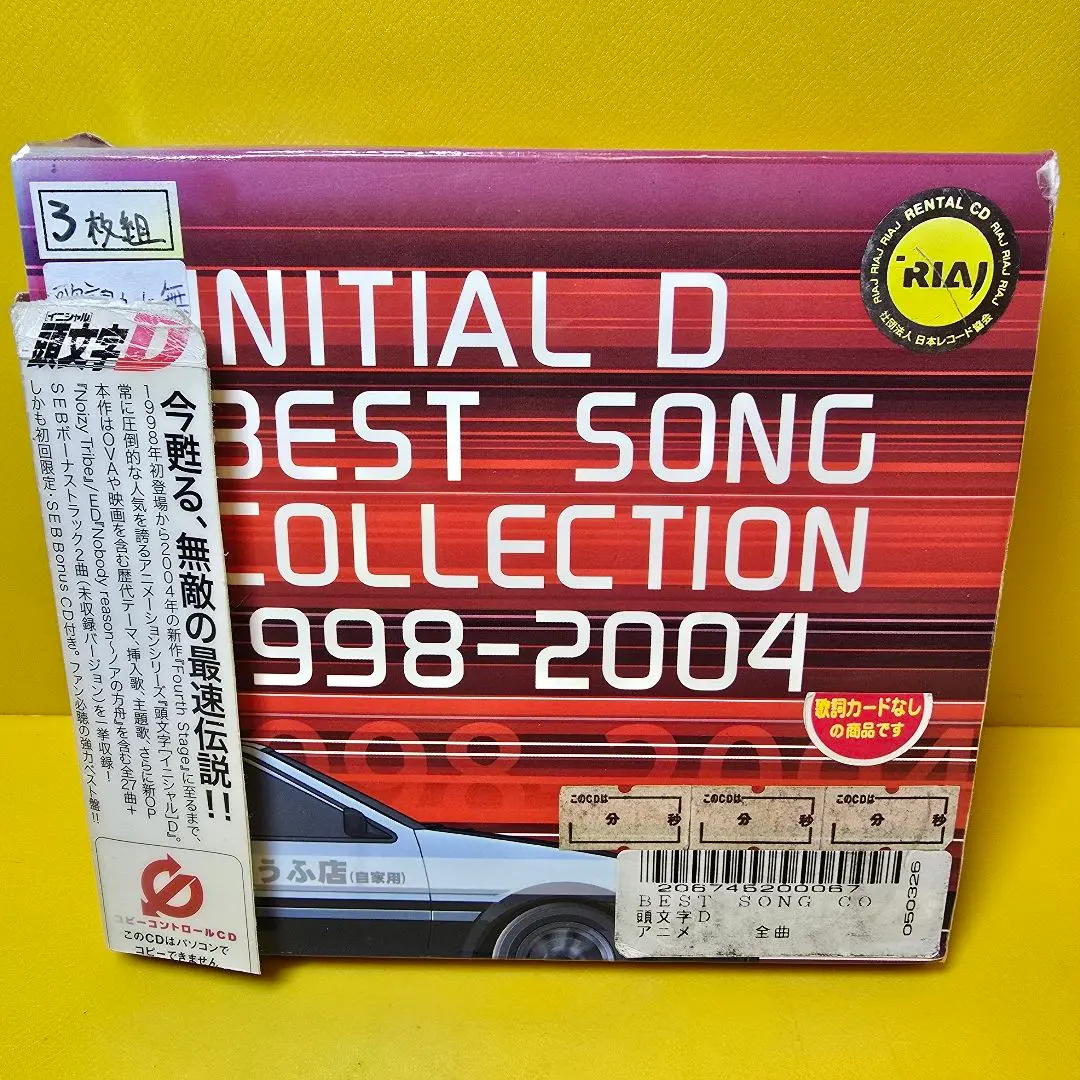 3枚組
無
[イニシャル]
頭文字D
今甦る、無敵の最速伝説!!
1998年初登場から2004年の新作『Fourth Stage』に至るまで、
常に圧倒的な人気を誇るアニメーションシリーズ『頭文字[イニシャル]D』。
本作はOVAや映画を含む歴代テーマ、挿入歌、主題歌、さらに新OP
『Noizy Tribe』/ED『Nobody reason～ノアの方舟』を含む全27曲+
SEBボーナストラック2曲(未収録バージョン)を一挙収録!
しかも初回限定・SEB Bonus CD付き。ファン必聴の強力ベスト盤!!
コピーコントロールCD
このCDはパソコンで
コピーできません
INITIAL D
BEST SONG
COLLECTION
1998-2004
RIAJ RIAJ RENTAL CD RIAJ RIAJ
RIAJ
社団法人 日本レコード協会
歌詞カードなし
の商品です
1998-2004
うふ店(自家用)
このCDは 分 秒
このCDは 分 秒
このCDは 分 秒
206745200067
BEST SONG CO
頭文字D
アニメ 全曲
050326